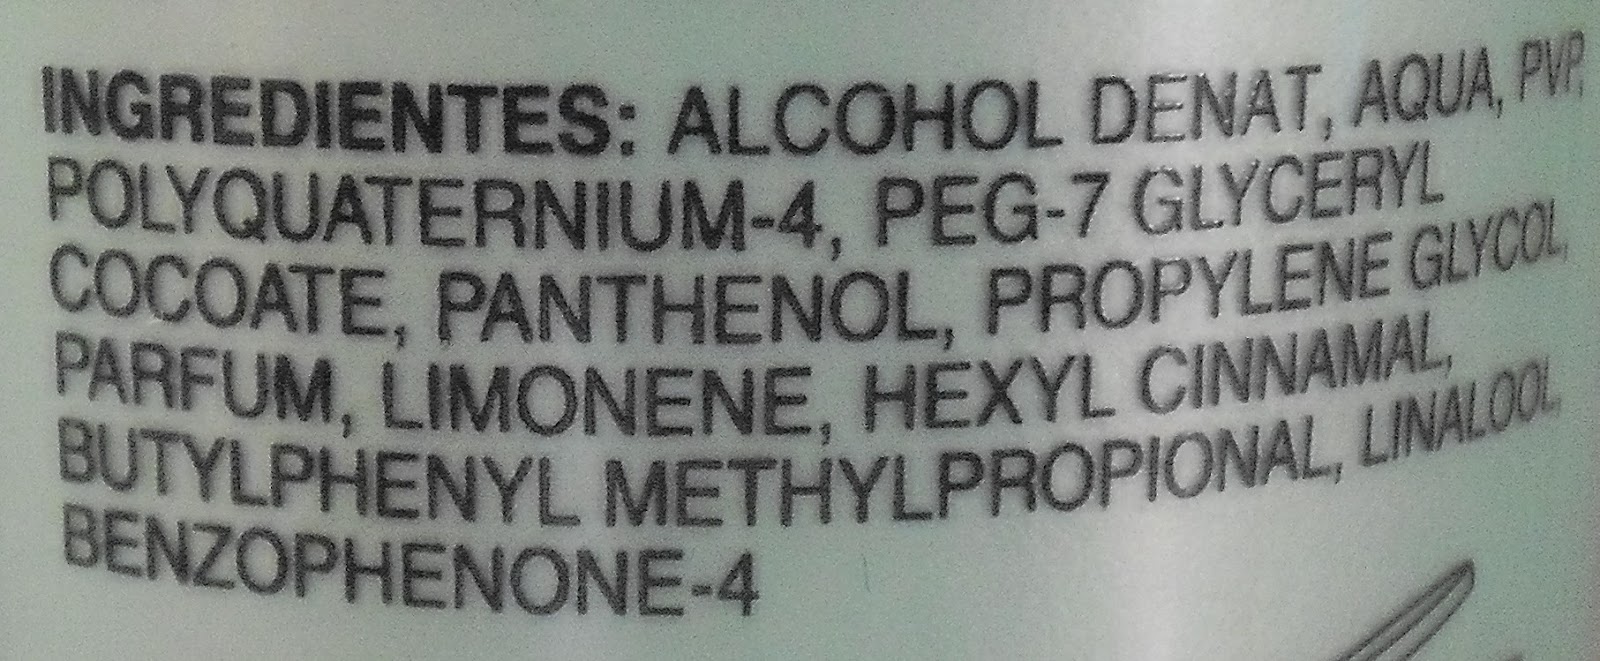 INGREDIENTES: ALCOHOL DENAT, AQUA, PVP,
POLYQUATERNIUM-4, PEG-7 GLYCERYL
COCOATE, PANTHENOL, PROPYLENE GLYCOL,
PARFUM, LIMONENE, HEXYL CINNAMAL,
BUTYLPHENYL METHYLPROPIONAL, LINALOOL,
BENZOPHENONE-4